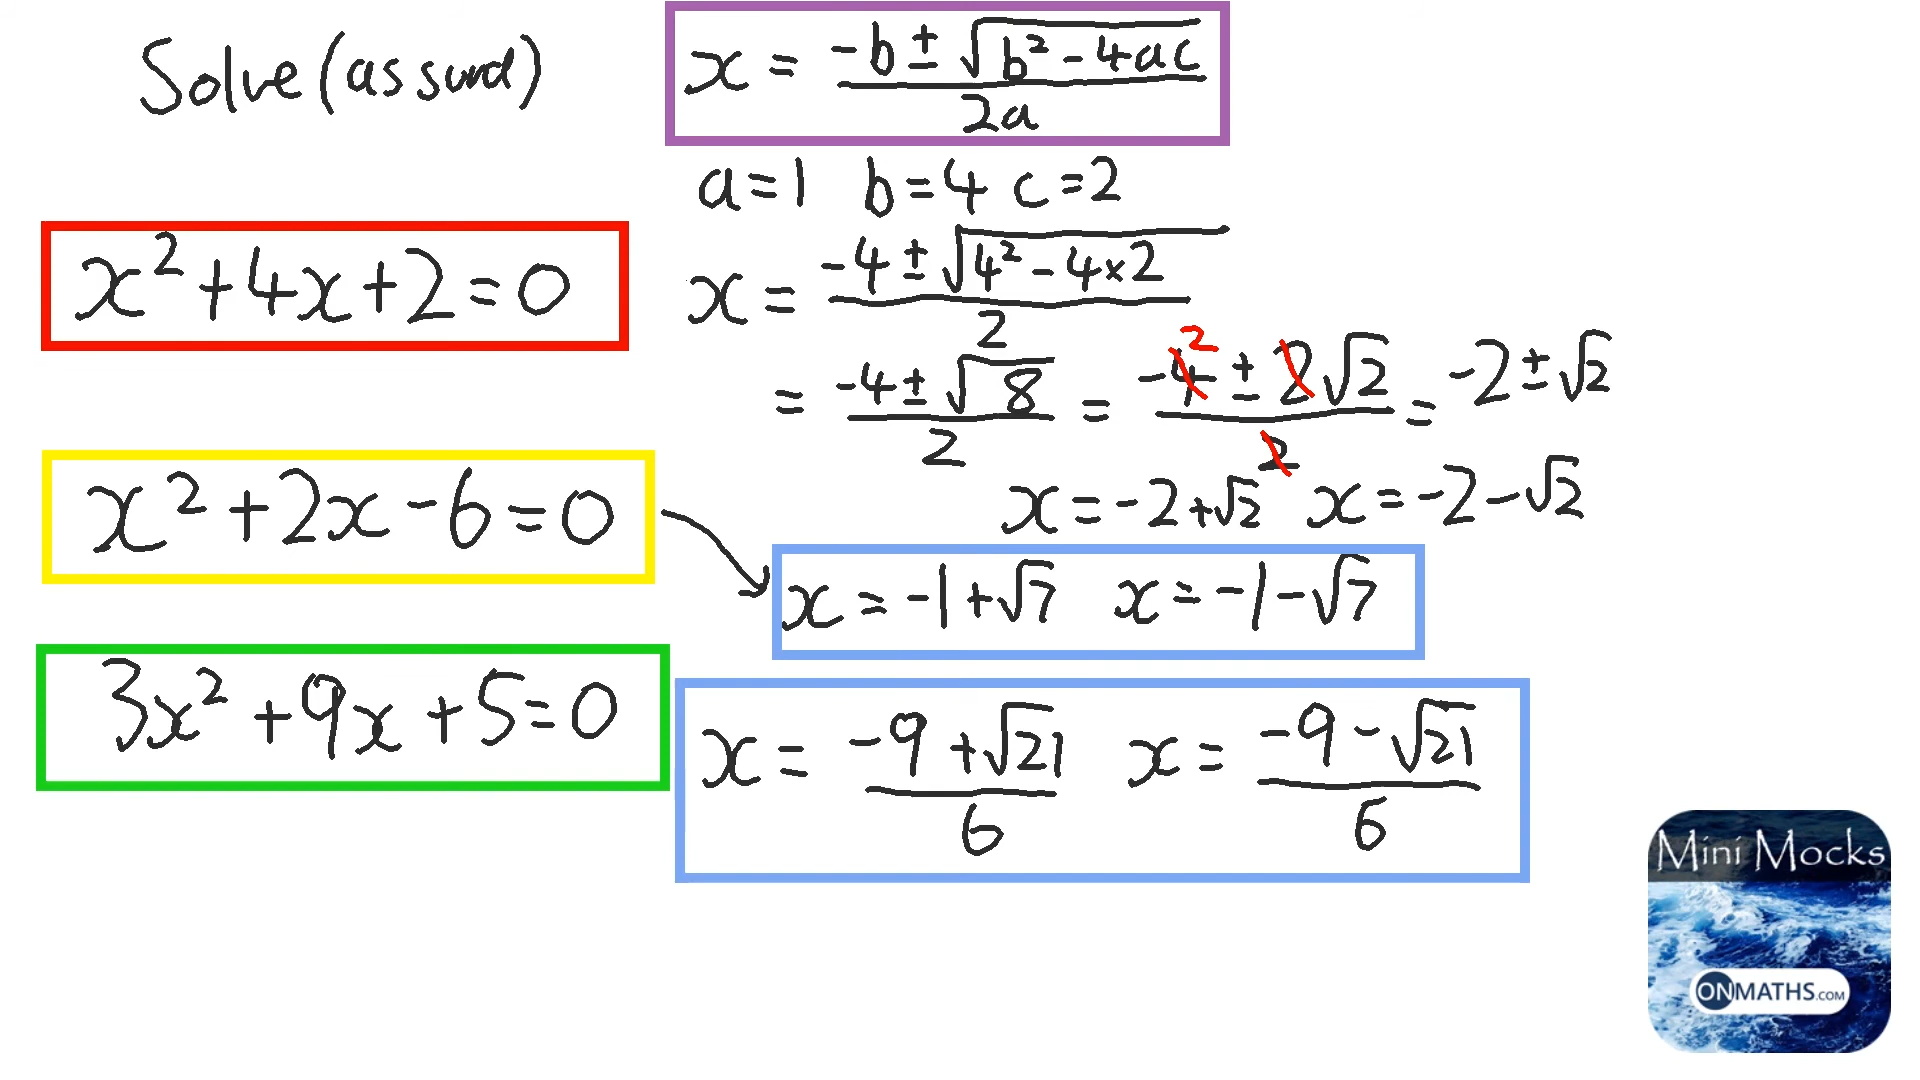 Solve (as surd)
x = (-b ± √(b² - 4ac)) / 2a
a = 1 b = 4 c = 2
x² + 4x + 2 = 0
x = (-4 ± √(4² - 4×2)) / 2
= (-4 ± √8) / 2 = (-4 2 ± 2√2) / 2 = -2 ± √2
x = -2 + √2 x = -2 - √2
x² + 2x - 6 = 0
x = -1 + √7 x = -1 - √7
3x² + 9x + 5 = 0
x = (-9 + √21) / 6 x = (-9 - √21) / 6
Mini Mocks
ONMATHS.COM